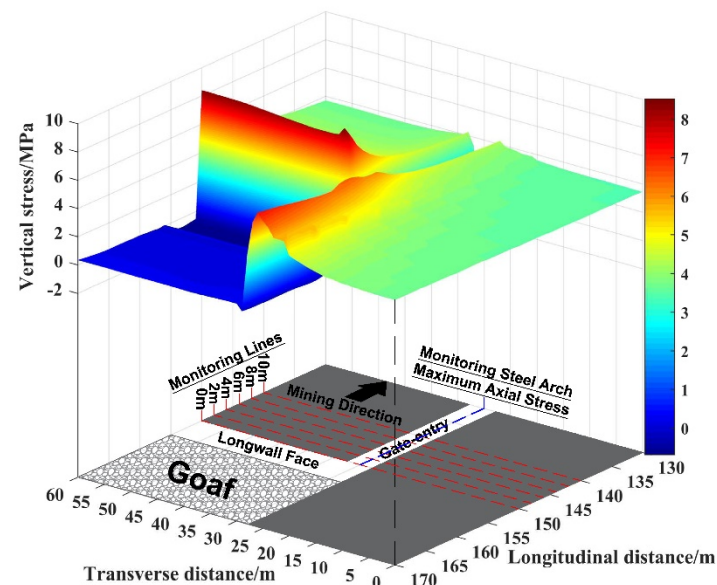 10
8
6
4
2
0
-2
Vertical stress/MPa
8
7
6
5
4
3
2
1
0
Monitoring Lines
0m
2m
4m
6m
8m
10m
Mining Direction
Monitoring Steel Arch
Maximum Axial Stress
Gate-entry
Longwall Face
Goaf
60
55
50
45
40
35
30
25
20
15
10
5
0
Transverse distance/m
170
165
160
155
150
145
140
135
130
Longitudinal distance/m